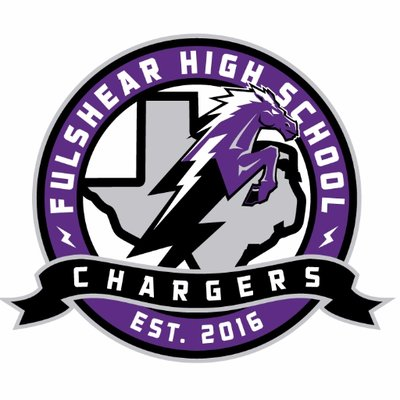 FULSHEAR HIGH SCHOOL
CHARGERS
EST. 2016